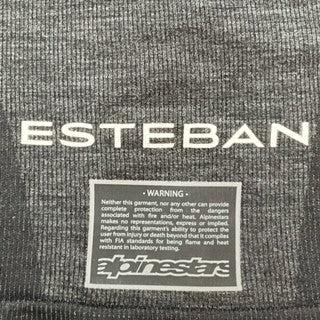 ESTEBAN
· WARNING ·
Neither this garment, nor any other can provide
complete protection from the dangers
associated with fire and/or heat. Alpinestars
makes no representations, express or implied.
Regarding this garment's ability to protect the
user from injury or death beyond that it complies
with FIA standards for being flame and heat
resistant in laboratory testing.
alpinestars